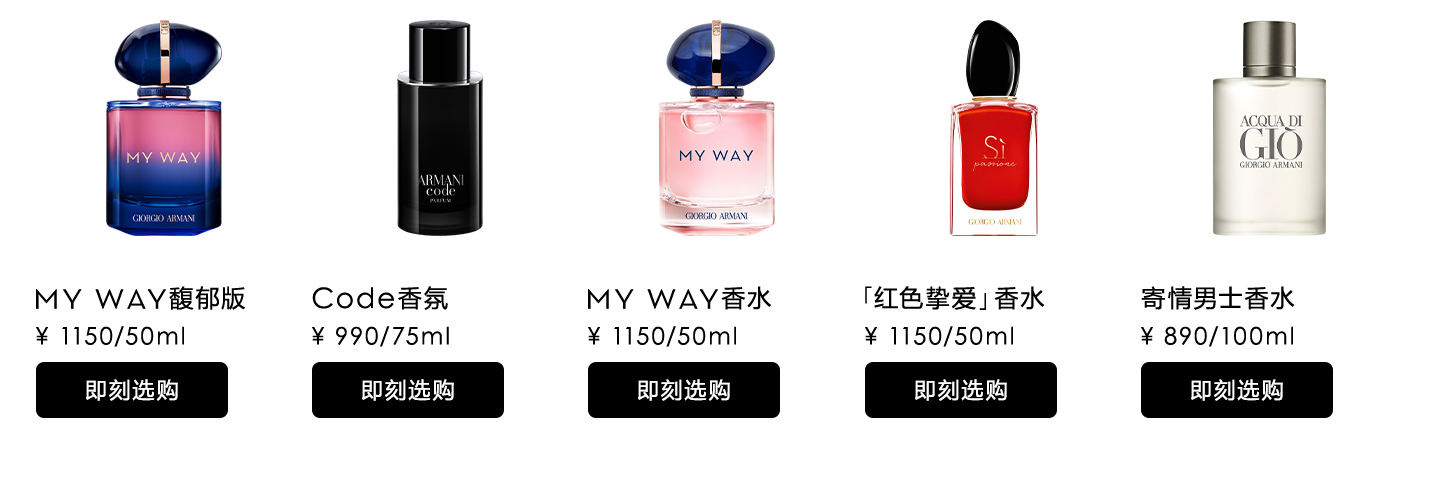 MY WAY
GIORGIO ARMANI
ARMANI
code
PARFUM
MY WAY
GIORGIO ARMANI
Sì
passione
GIORGIO ARMANI
ACQUA DI
GIÒ
GIORGIO ARMANI
MY WAY馥郁版
¥ 1150/50ml
即刻选购
Code香氛
¥ 990/75ml
即刻选购
MY WAY香水
¥ 1150/50ml
即刻选购
「红色挚爱」香水
¥ 1150/50ml
即刻选购
寄情男士香水
¥ 890/100ml
即刻选购